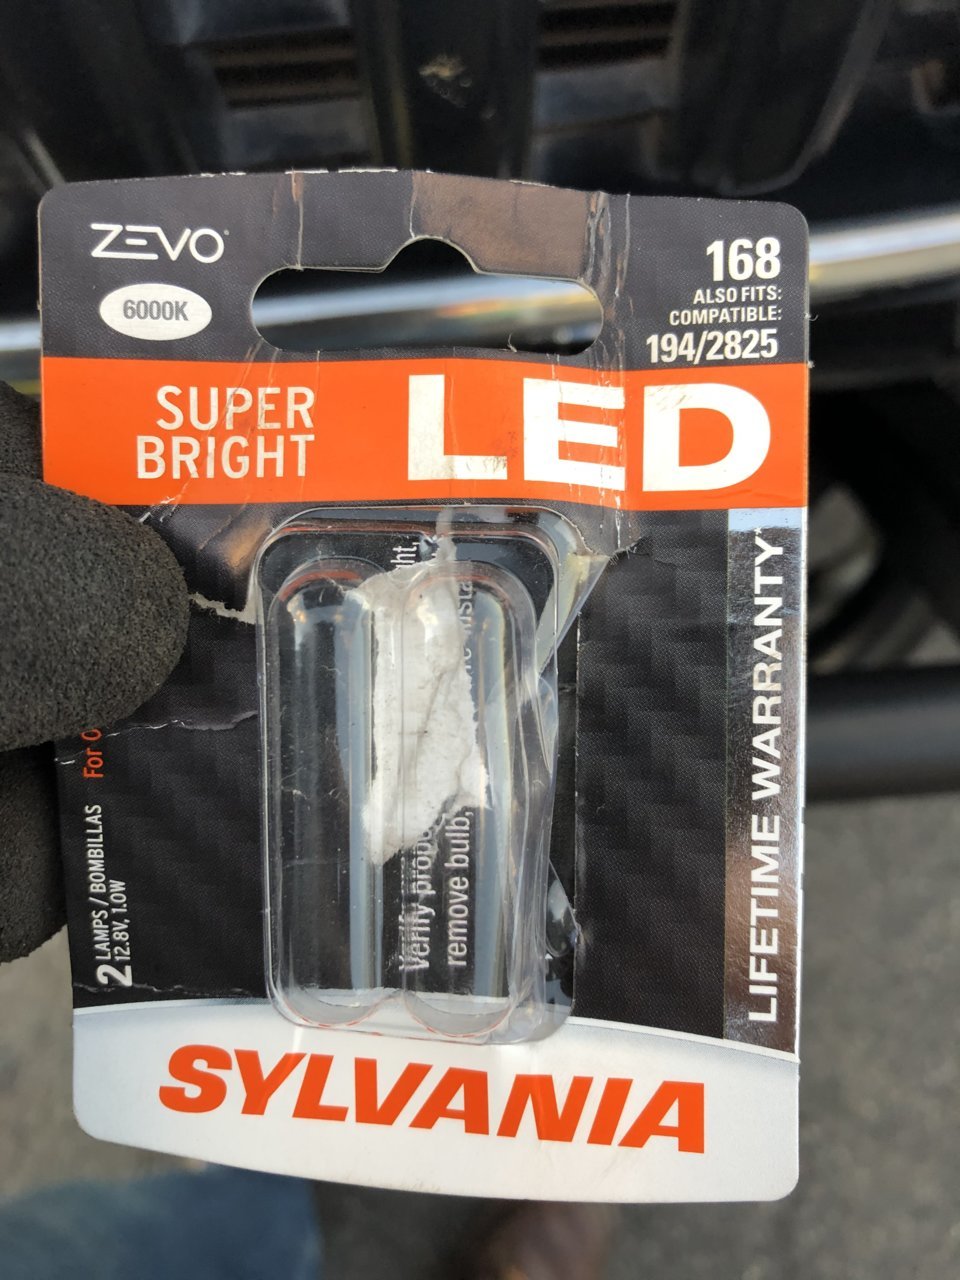 ZEVO®
6000K
168
ALSO FITS:
COMPATIBLE:
194/2825
SUPER
BRIGHT
LED
LIFETIME WARRANTY*
For
2 LAMPS / BOMBILLAS
12.8V, 1.0W
Verify
remove bulb,
SYLVANIA